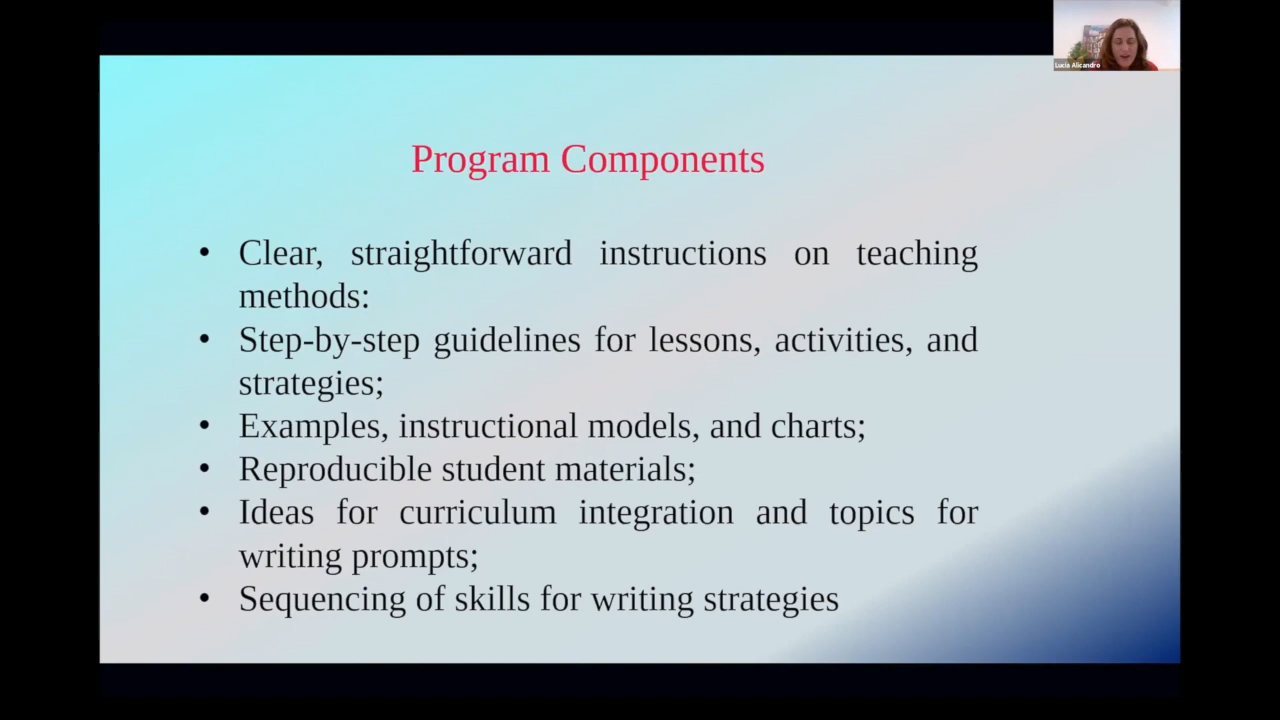 Lucia Alicandro
Program Components
• Clear, straightforward instructions on teaching
methods:
• Step-by-step guidelines for lessons, activities, and
strategies;
• Examples, instructional models, and charts;
• Reproducible student materials;
• Ideas for curriculum integration and topics for
writing prompts;
• Sequencing of skills for writing strategies